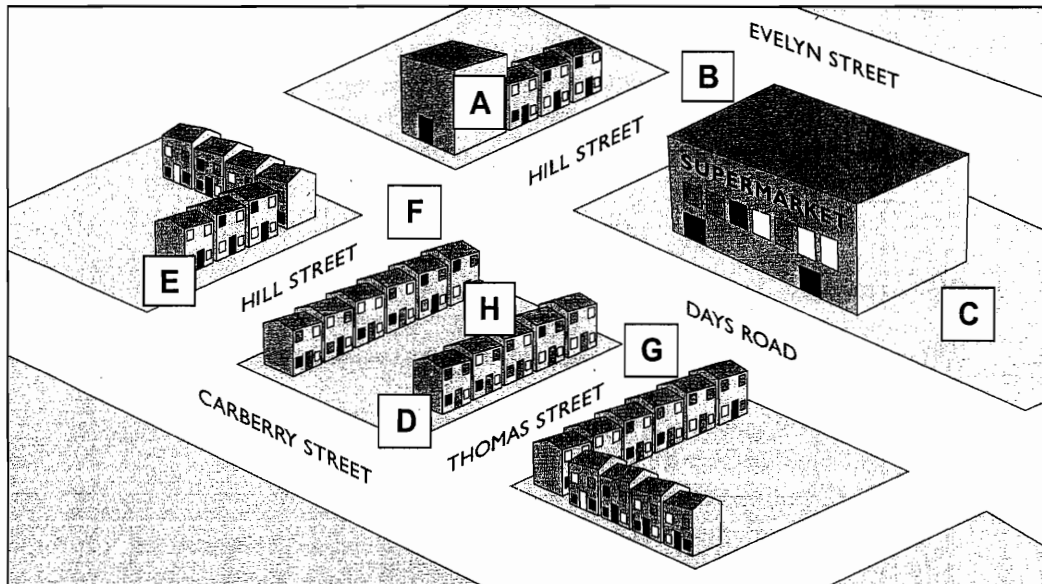 EVELYN STREET
B
A
HILL STREET
SUPERMARKET
F
E
HILL STREET
H
C
DAYS ROAD
G
D
CARBERRY STREET
THOMAS STREET